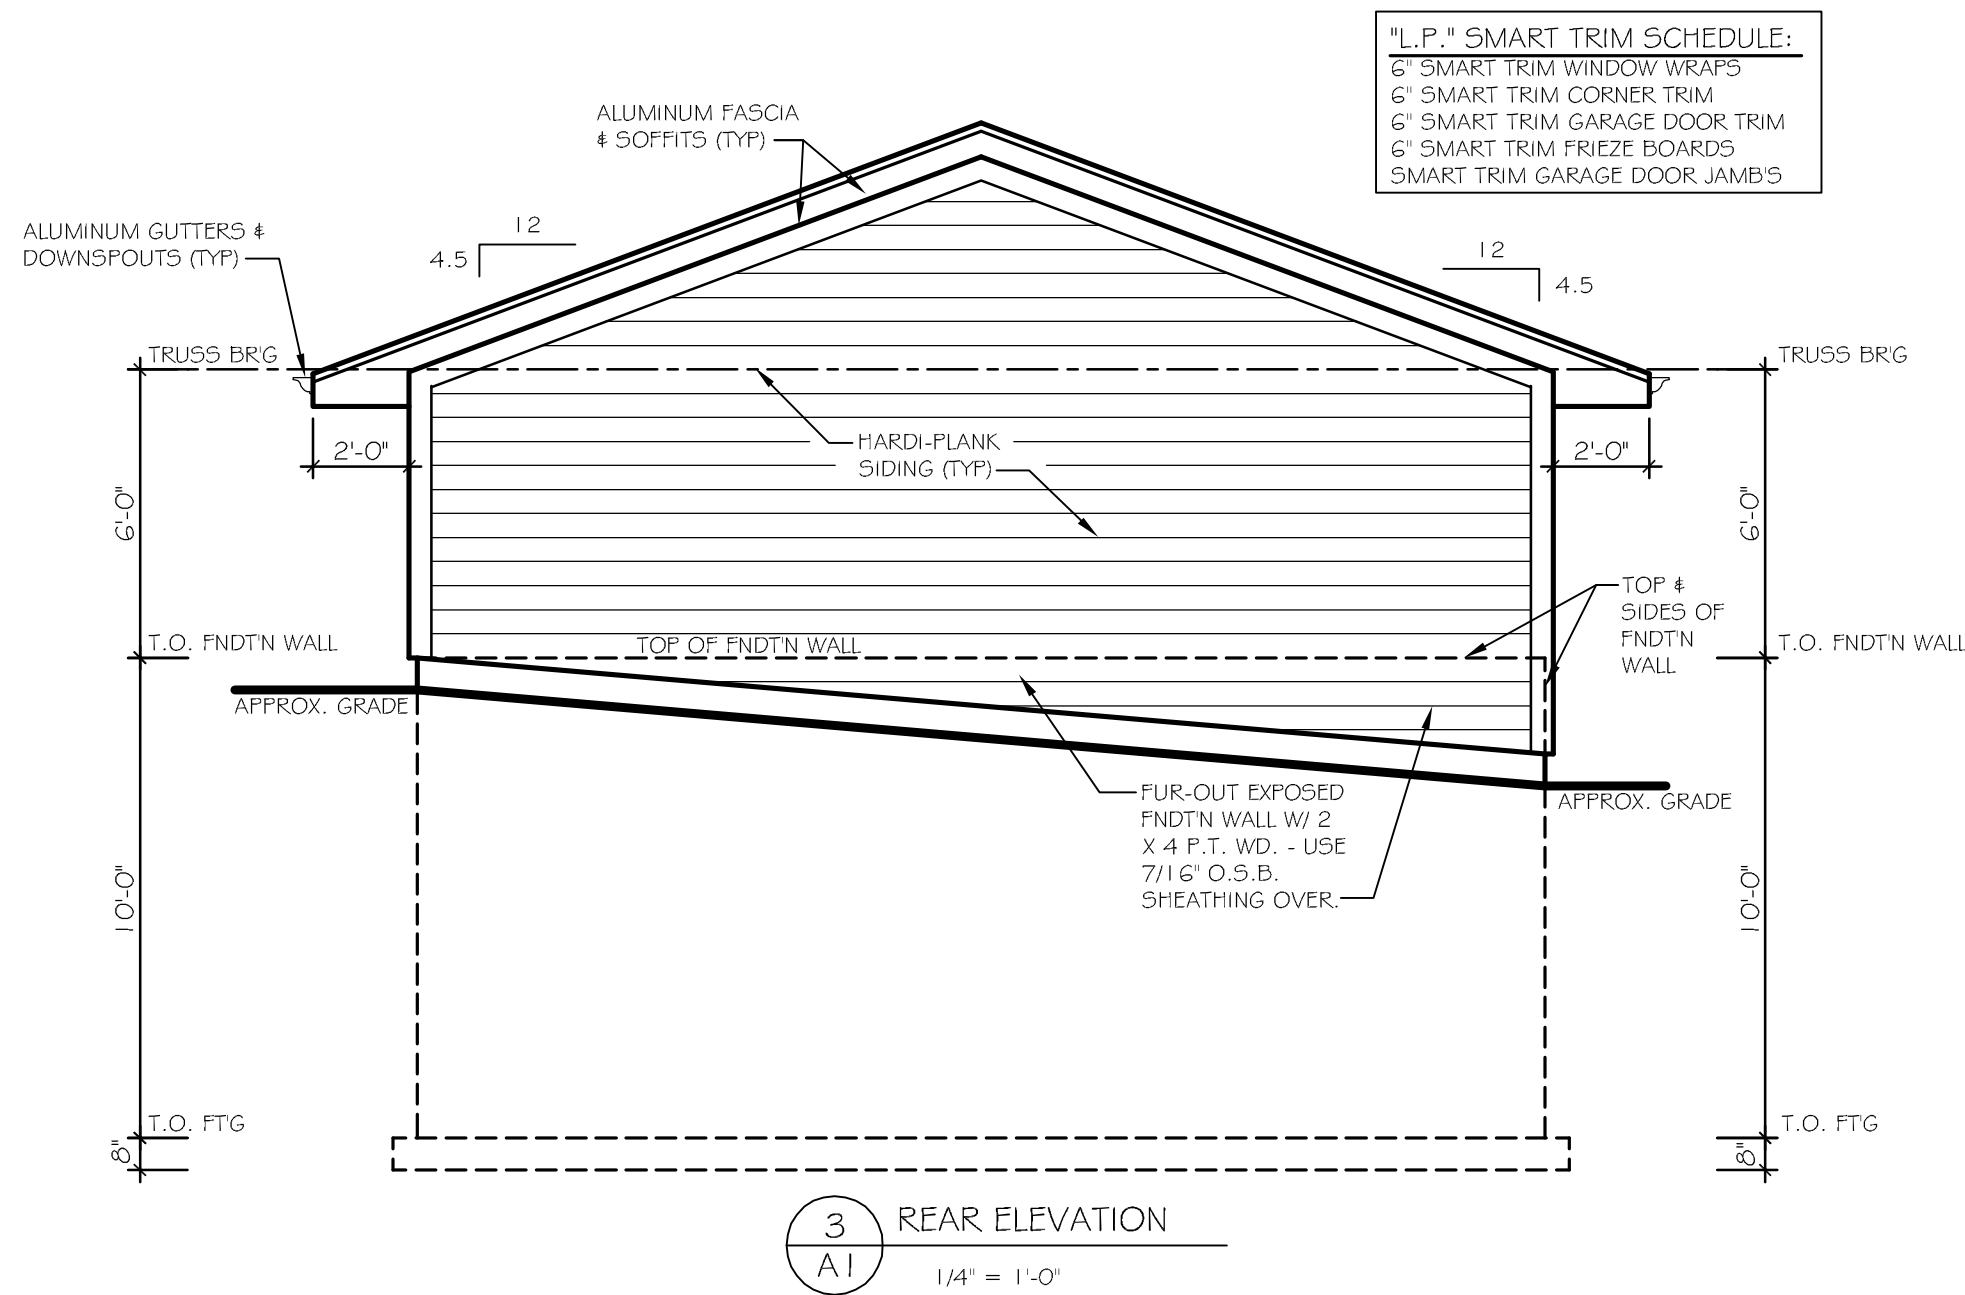 "L.P." SMART TRIM SCHEDULE:
6" SMART TRIM WINDOW WRAPS
6" SMART TRIM CORNER TRIM
6" SMART TRIM GARAGE DOOR TRIM
6" SMART TRIM FRIEZE BOARDS
SMART TRIM GARAGE DOOR JAMB'S
ALUMINUM FASCIA
& SOFFITS (TYP)
ALUMINUM GUTTERS &
DOWNSPOUTS (TYP)
12
4.5
12
4.5
TRUSS BR'G
TRUSS BR'G
2'-0"
2'-0"
HARDI-PLANK
SIDING (TYP)
6'-0"
6'-0"
TOP &
SIDES OF
FNDT'N
WALL
T.O. FNDT'N WALL
TOP OF FNDT'N WALL
T.O. FNDT'N WALL
APPROX. GRADE
APPROX. GRADE
FUR-OUT EXPOSED
FNDT'N WALL W/ 2
X 4 P.T. WD. - USE
7/16" O.S.B.
SHEATHING OVER.
10'-0"
10'-0"
T.O. FT'G
T.O. FT'G
8"
8"
3
A1
REAR ELEVATION
1/4" = 1'-0"